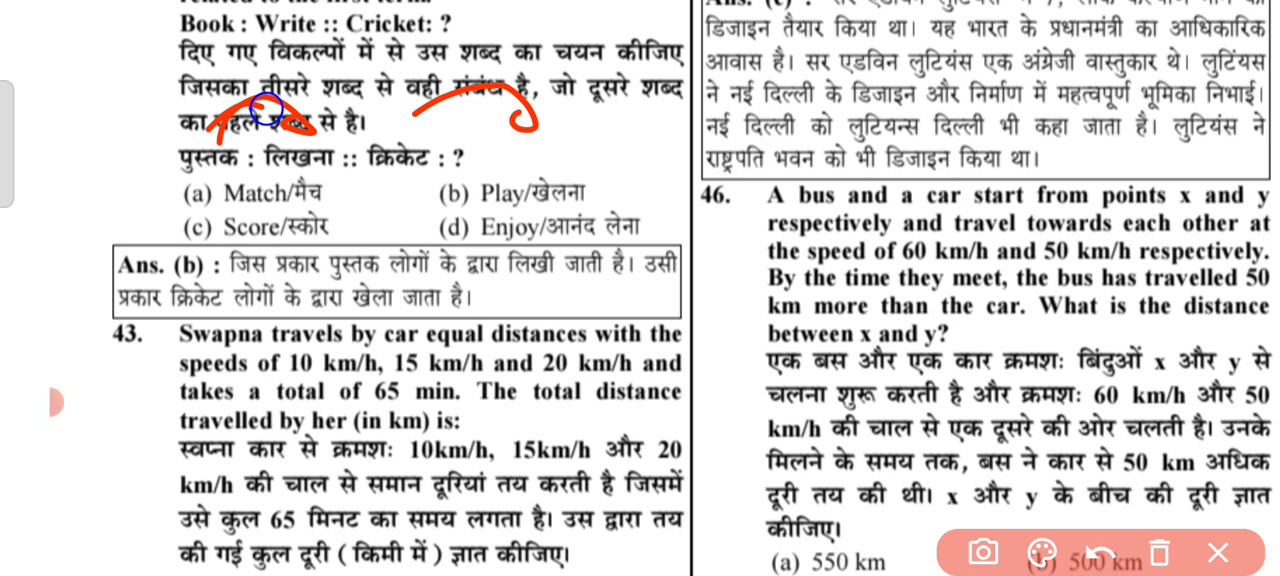 Book : Write :: Cricket: ?
दिए गए विकल्पों में से उस शब्द का चयन कीजिए
जिसका तीसरे शब्द से वही संबंध है, जो दूसरे शब्द
का पहले शब्द से है।
पुस्तक : लिखना :: क्रिकेट : ?
(a) Match/मैच (b) Play/खेलना
(c) Score/स्कोर (d) Enjoy/आनंद लेना
Ans. (b) : जिस प्रकार पुस्तक लोगों के द्वारा लिखी जाती है। उसी
प्रकार क्रिकेट लोगों के द्वारा खेला जाता है।
43. Swapna travels by car equal distances with the
speeds of 10 km/h, 15 km/h and 20 km/h and
takes a total of 65 min. The total distance
travelled by her (in km) is:
स्वप्ना कार से क्रमशः 10km/h, 15km/h और 20
km/h की चाल से समान दूरियां तय करती है जिसमें
उसे कुल 65 मिनट का समय लगता है। उस द्वारा तय
की गई कुल दूरी ( किमी में ) ज्ञात कीजिए।
डिजाइन तैयार किया था। यह भारत के प्रधानमंत्री का आधिकारिक
आवास है। सर एडविन लुटियंस एक अंग्रेजी वास्तुकार थे। लुटिंयस
ने नई दिल्ली के डिजाइन और निर्माण में महत्वपूर्ण भूमिका निभाई।
नई दिल्ली को लुटियन्स दिल्ली भी कहा जाता है। लुटियंस ने
राष्ट्रपति भवन को भी डिजाइन किया था।
46. A bus and a car start from points x and y
respectively and travel towards each other at
the speed of 60 km/h and 50 km/h respectively.
By the time they meet, the bus has travelled 50
km more than the car. What is the distance
between x and y?
एक बस और एक कार क्रमशः बिंदुओं x और y से
चलना शुरू करती है और क्रमशः 60 km/h और 50
km/h की चाल से एक दूसरे की ओर चलती है। उनके
मिलने के समय तक, बस ने कार से 50 km अधिक
दूरी तय की थी। x और y के बीच की दूरी ज्ञात
कीजिए।
(a) 550 km (b) 500 km